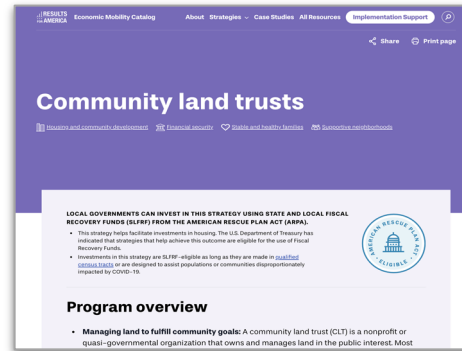 RESULTS FOR AMERICA Economic Mobility Catalog About Strategies Case Studies All Resources Implementation Support
Share Print page
Community land trusts
Housing and community development Financial security Stable and healthy families Supportive neighborhoods
LOCAL GOVERNMENTS CAN INVEST IN THIS STRATEGY USING STATE AND LOCAL FISCAL
RECOVERY FUNDS (SLFRF) FROM THE AMERICAN RESCUE PLAN ACT (ARPA).
• This strategy helps facilitate investments in housing. The U.S. Department of Treasury has
indicated that strategies that help achieve this outcome are eligible for the use of Fiscal
Recovery Funds.
• Investments in this strategy are SLFRF-eligible as long as they are made in qualified
census tracts or are designed to assist populations or communities disproportionately
impacted by COVID-19.
AMERICAN RESCUE PLAN ACT
ELIGIBLE
Program overview
• Managing land to fulfill community goals: A community land trust (CLT) is a nonprofit or
quasi-governmental organization that owns and manages land in the public interest. Most